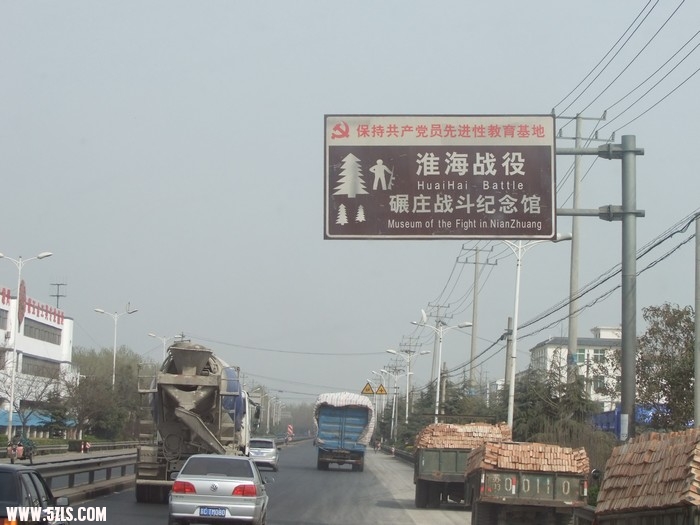 保持共产党员先进性教育基地
淮海战役
HuaiHai Battle
碾庄战斗纪念馆
Museum of the Fight in NianZhuang
WWW.5ZLS.COM